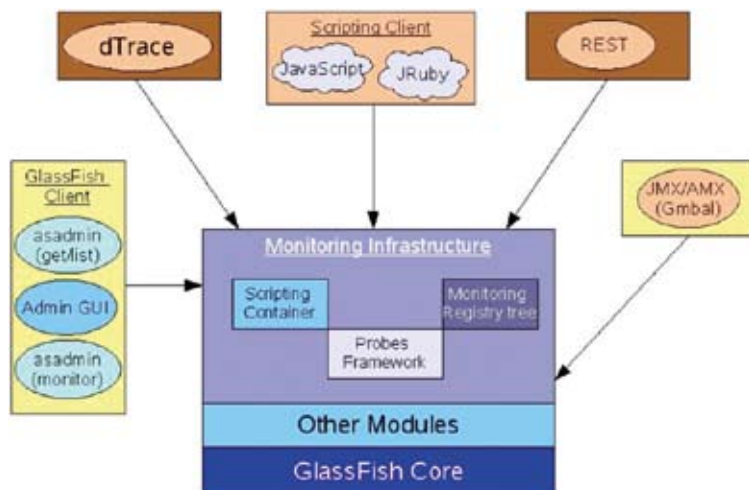 dTrace
Scripting Client
JavaScript
JRuby
REST
GlassFish
Client
asadmin
(get/list)
Admin GUI
asadmin
(monitor)
JMX/AMX
(Gmbal)
Monitoring Infrastructure
Scripting
Container
Monitoring
Registry tree
Probes
Framework
Other Modules
GlassFish Core